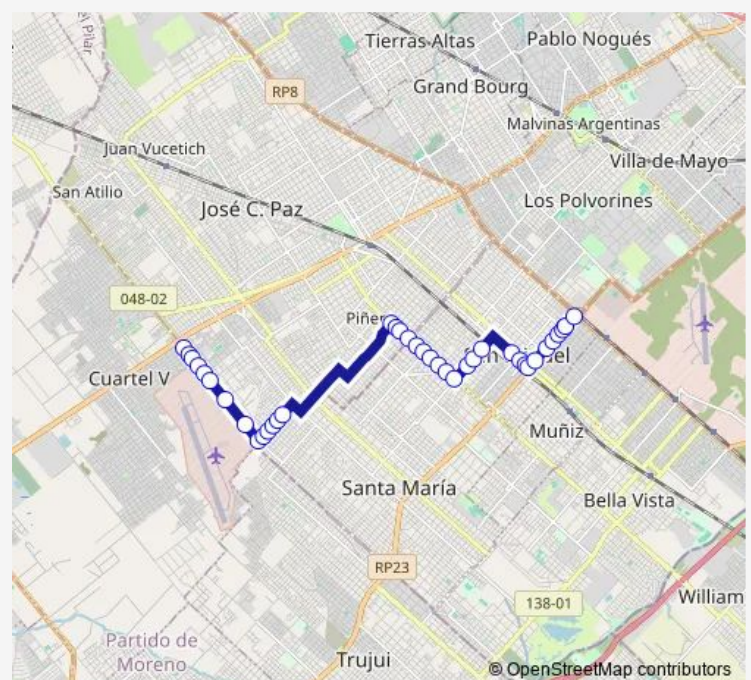 Tierras Altas
Pablo Nogués
Pilar
Grand Bourg
RP8
Malvinas Argentinas
Juan Vucetich
Villa de Mayo
San Atilio
José C. Paz
Los Polvorines
048-02
Cuartel V
Muñiz
Santa María
Bella Vista
RP23
138-01
William
Partido de
Moreno
Trujui
© OpenStreetMap contributors